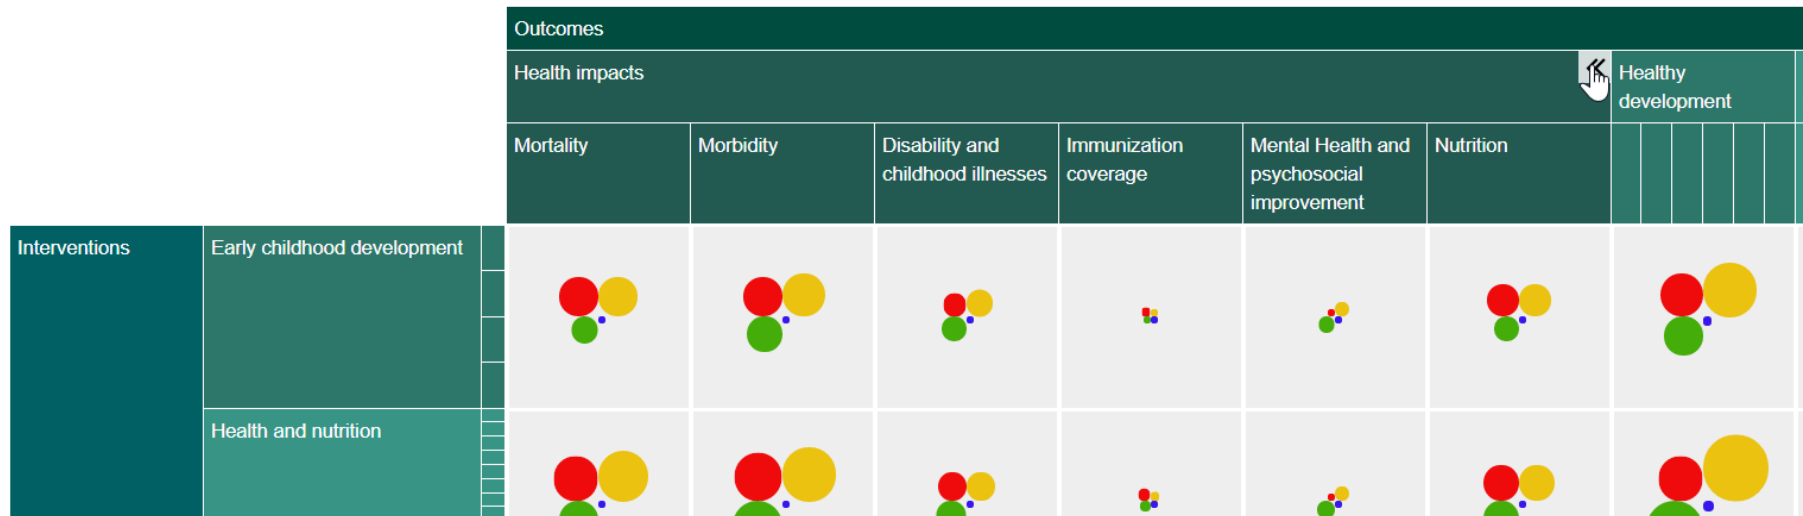 Outcomes
Health impacts
Healthy
development
Mortality
Morbidity
Disability and
childhood illnesses
Immunization
coverage
Mental Health and
psychosocial
improvement
Nutrition
Interventions
Early childhood development
Health and nutrition